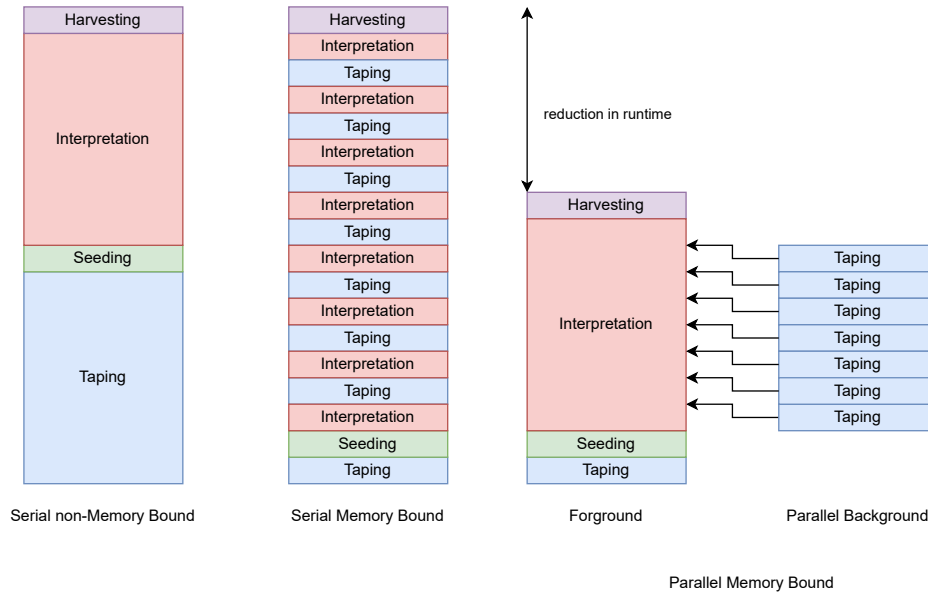 Harvesting
Interpretation
Seeding
Taping
Serial non-Memory Bound
Harvesting
Interpretation
Taping
Interpretation
Taping
Interpretation
Taping
Interpretation
Taping
Interpretation
Taping
Interpretation
Taping
Interpretation
Taping
Interpretation
Seeding
Taping
Serial Memory Bound
reduction in runtime
Harvesting
Interpretation
Seeding
Taping
Forground
Taping
Taping
Taping
Taping
Taping
Taping
Taping
Parallel Background
Parallel Memory Bound